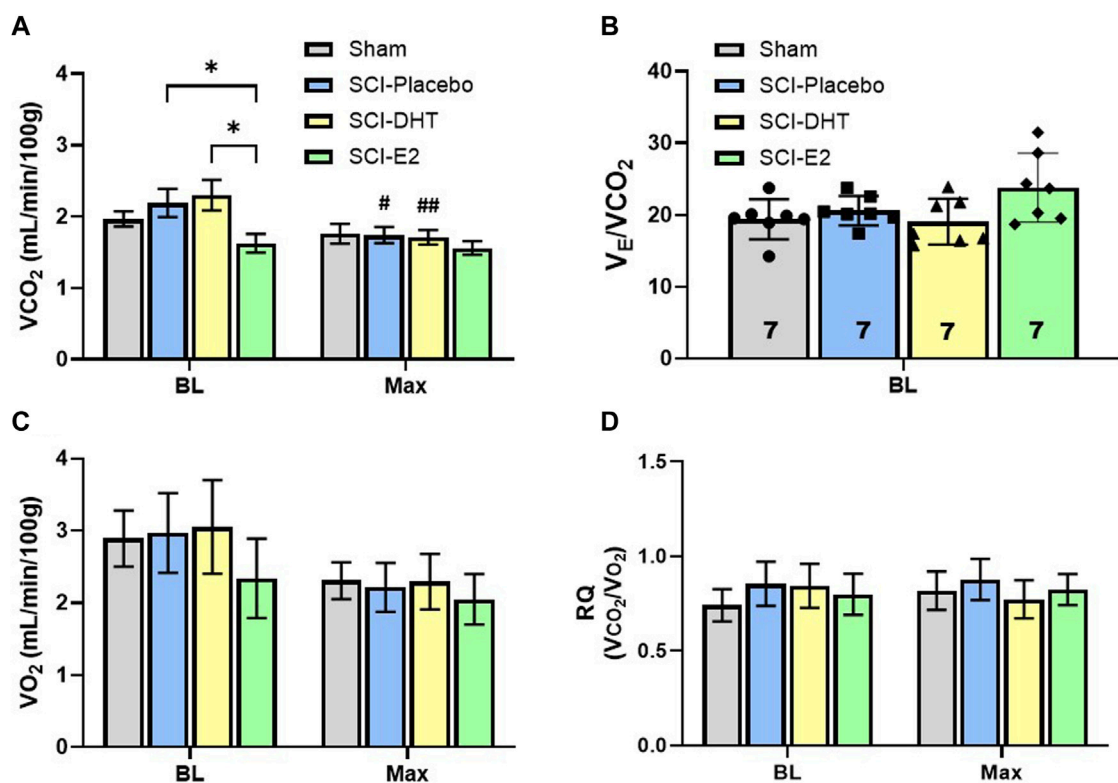 A
Sham
SCI-Placebo
SCI-DHT
SCI-E2
*
*
# ##
VCO₂ (mL/min/100g)
4
3
2
1
0
BL Max
B
Sham
SCI-Placebo
SCI-DHT
SCI-E2
V_E/VCO₂
40
30
20
10
0
7 7 7 7
BL
C
VO₂ (mL/min/100g)
4
3
2
1
0
BL Max
D
RQ
(VCO₂/VO₂)
1.5
1.0
0.5
0.0
BL Max